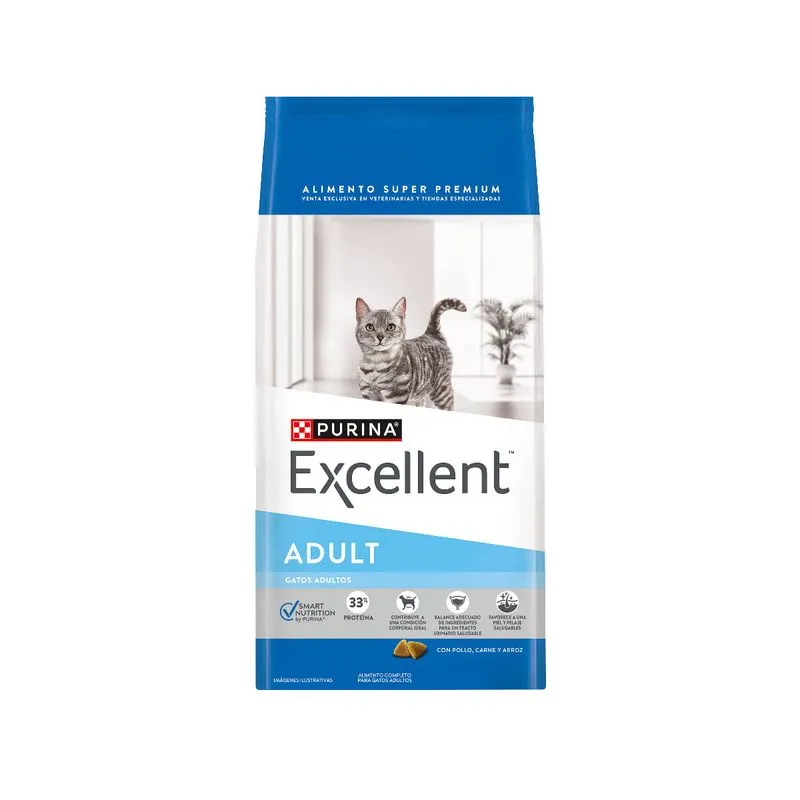 ALIMENTO SUPER PREMIUM
VENTA EXCLUSIVA EN VETERINARIAS Y TIENDAS ESPECIALIZADAS
PURINA®
Excellent™
ADULT
GATOS ADULTOS
SMART
NUTRITION
by PURINA®
33%
PROTEÍNA
CONTRIBUYE A
UNA CONDICIÓN
CORPORAL IDEAL
BALANCE ADECUADO
DE INGREDIENTES
PARA UN TRACTO
URINARIO SALUDABLE
FAVORECE A UNA
PIEL Y PELAJE
SALUDABLES
CON POLLO, CARNE Y ARROZ
IMÁGENES ILUSTRATIVAS
ALIMENTO COMPLETO
PARA GATOS ADULTOS